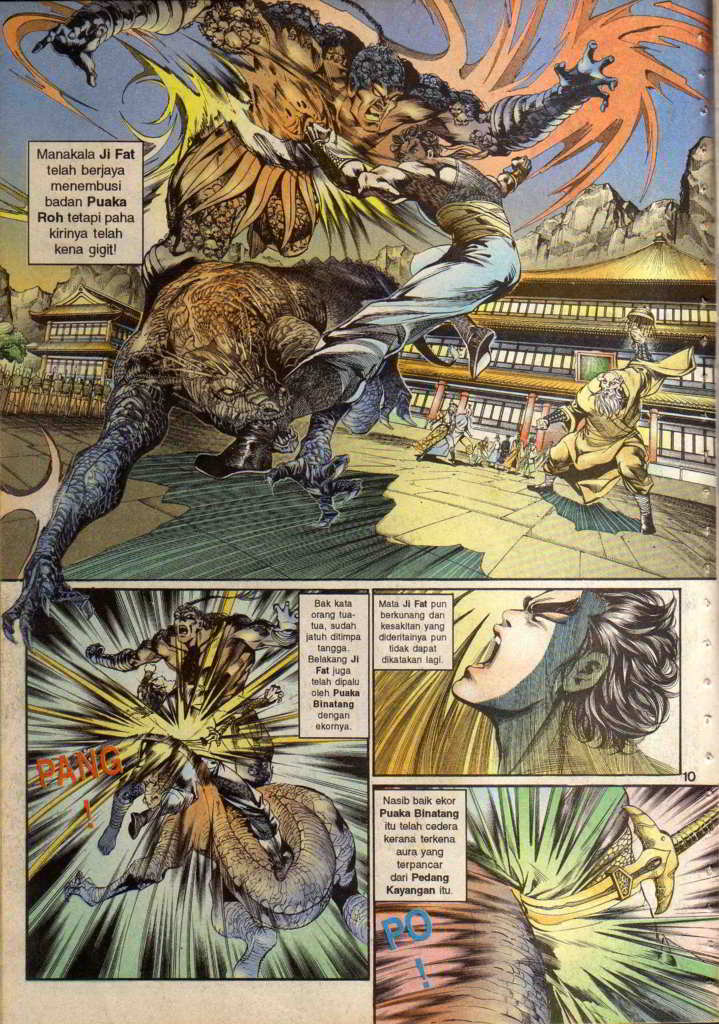 Manakala Ji Fat
telah berjaya
menembusi
badan Puaka
Roh tetapi paha
kirinya telah
kena gigit!
Bak kata
orang tua-
tua, sudah
jatuh ditimpa
tangga.
Belakang Ji
Fat juga
telah dipalu
oleh Puaka
Binatang
dengan
ekornya.
PANG
!
Mata Ji Fat pun
berkunang dan
kesakitan yang
dideritainya pun
tidak dapat
dikatakan lagi.
10
Nasib baik ekor
Puaka Binatang
itu telah cedera
kerana terkena
aura yang
terpancar
dari Pedang
Kayangan itu.
PO
!